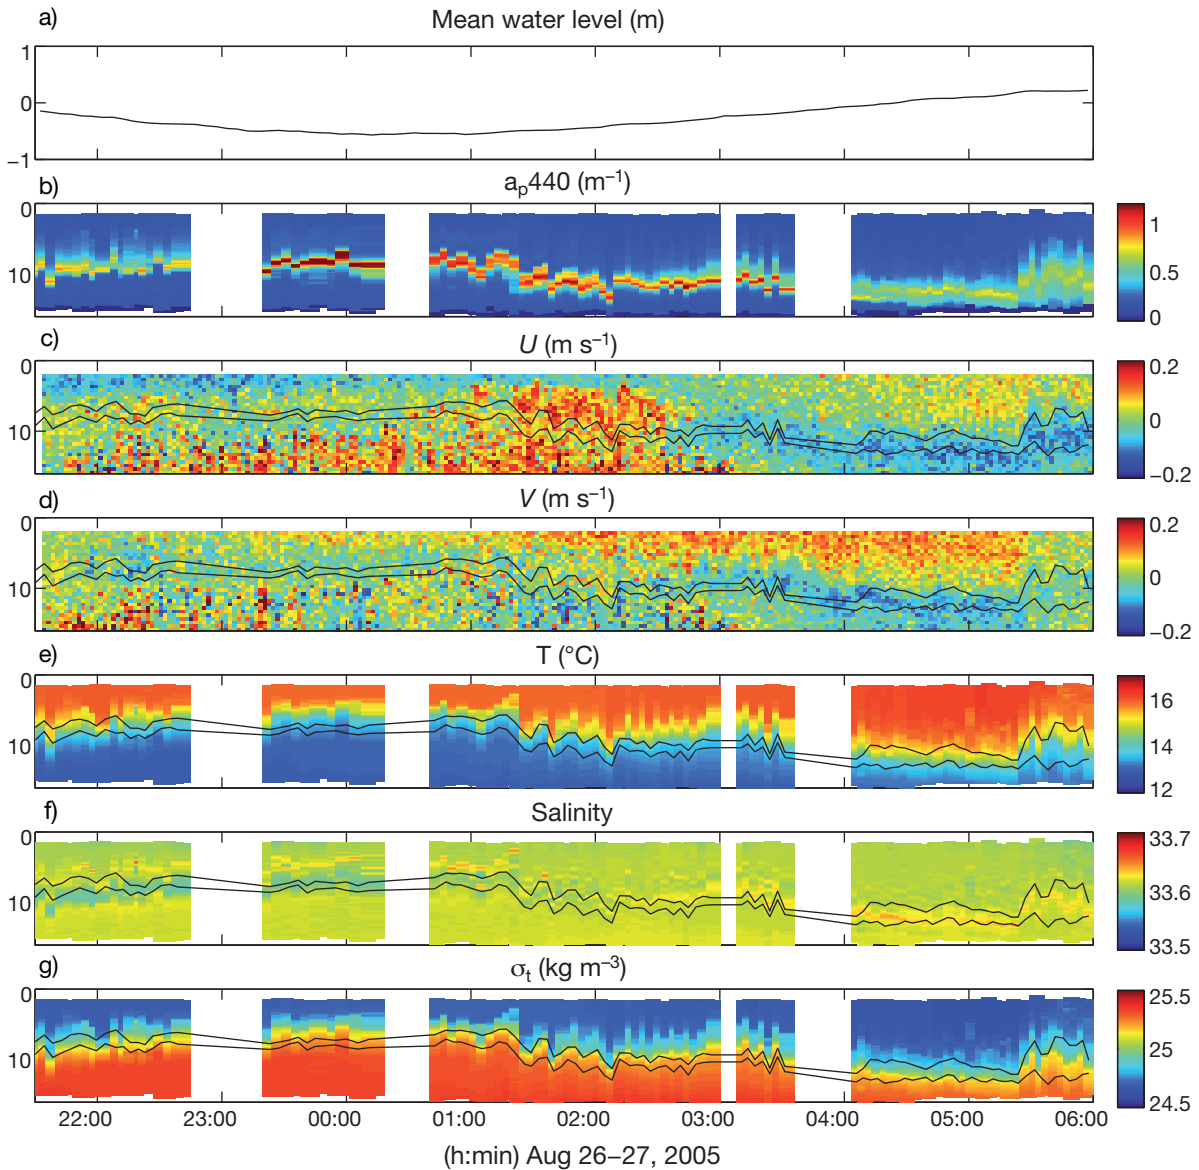 a)
Mean water level (m)
1
0
−1
b)
aₚ440 (m⁻¹)
0
10
1
0.5
0
c)
U (m s⁻¹)
0
10
0.2
0
−0.2
d)
V (m s⁻¹)
0
10
0.2
0
−0.2
e)
T (°C)
0
10
16
14
12
f)
Salinity
0
10
33.7
33.6
33.5
g)
σₜ (kg m⁻³)
0
10
25.5
25
24.5
22:00 23:00 00:00 01:00 02:00 03:00 04:00 05:00 06:00
(h:min) Aug 26–27, 2005